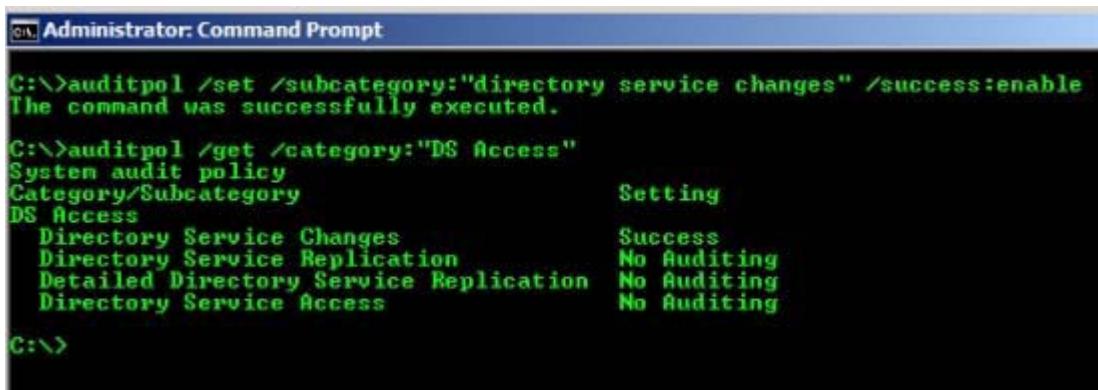 Administrator: Command Prompt
C:\>auditpol /set /subcategory:"directory service changes" /success:enable
The command was successfully executed.
C:\>auditpol /get /category:"DS Access"
System audit policy
Category/Subcategory Setting
DS Access
Directory Service Changes Success
Directory Service Replication No Auditing
Detailed Directory Service Replication No Auditing
Directory Service Access No Auditing
C:\>